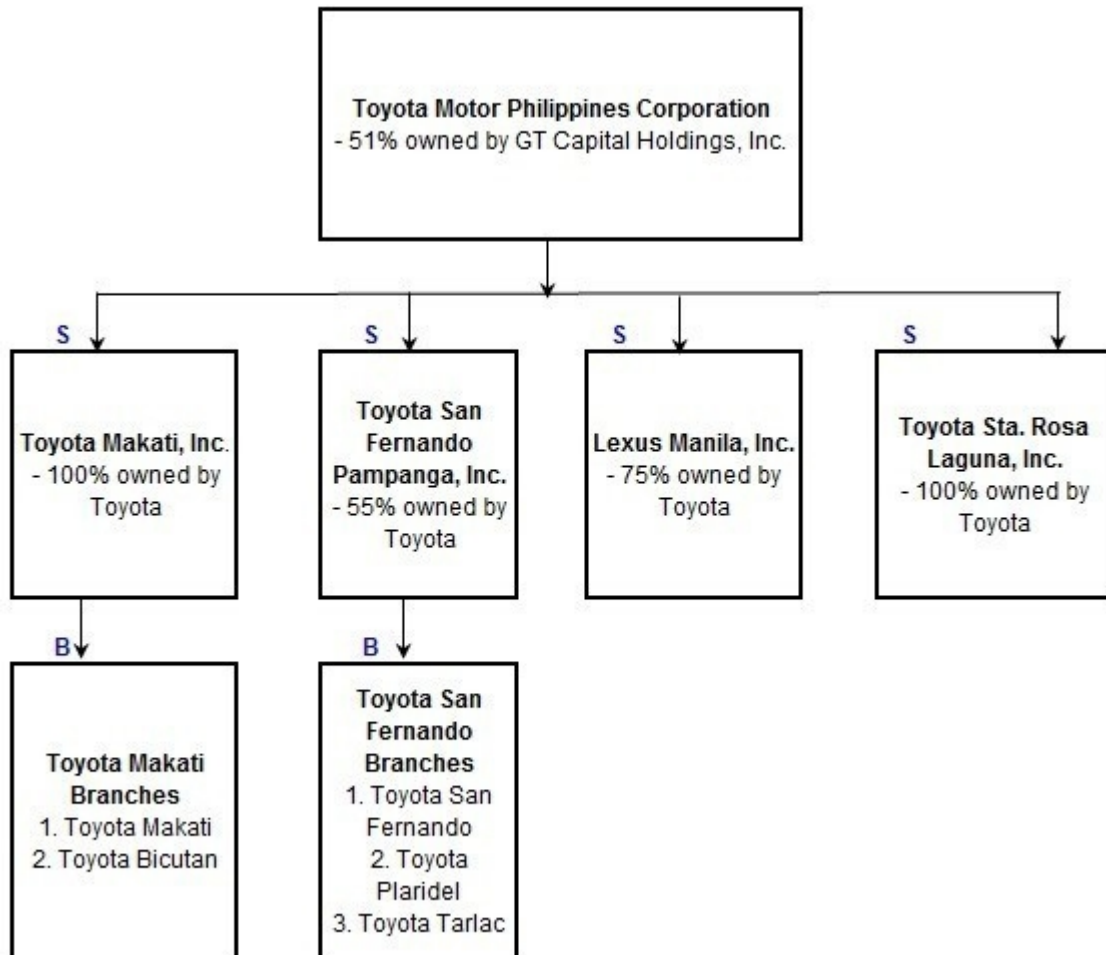 Toyota Motor Philippines Corporation
- 51% owned by GT Capital Holdings, Inc.
S
S
S
S
Toyota Makati, Inc.
- 100% owned by
Toyota
Toyota San
Fernando
Pampanga, Inc.
- 55% owned by
Toyota
Lexus Manila, Inc.
- 75% owned by
Toyota
Toyota Sta. Rosa
Laguna, Inc.
- 100% owned by
Toyota
B
B
Toyota Makati
Branches
1. Toyota Makati
2. Toyota Bicutan
Toyota San
Fernando
Branches
1. Toyota San
Fernando
2. Toyota
Plaridel
3. Toyota Tarlac